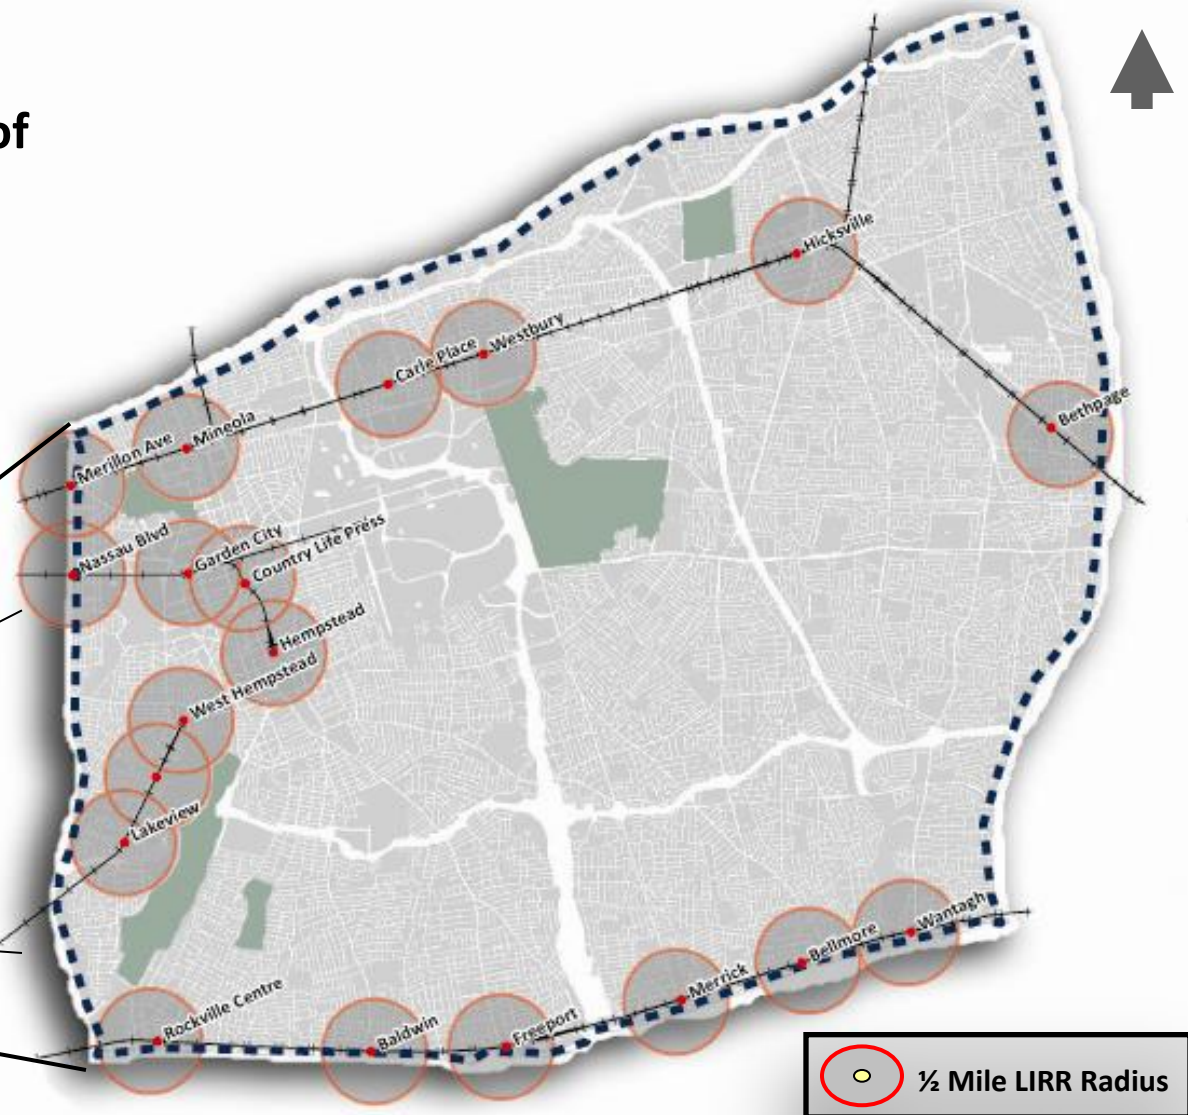 of
Hicksville
Westbury
Carle Place
Bethpage
Mineola
Merillon Ave
Nassau Blvd
Garden City
Country Life Press
Hempstead
West Hempstead
Lakeview
Wantagh
Bellmore
Merrick
Rockville Centre
Baldwin
Freeport
½ Mile LIRR Radius